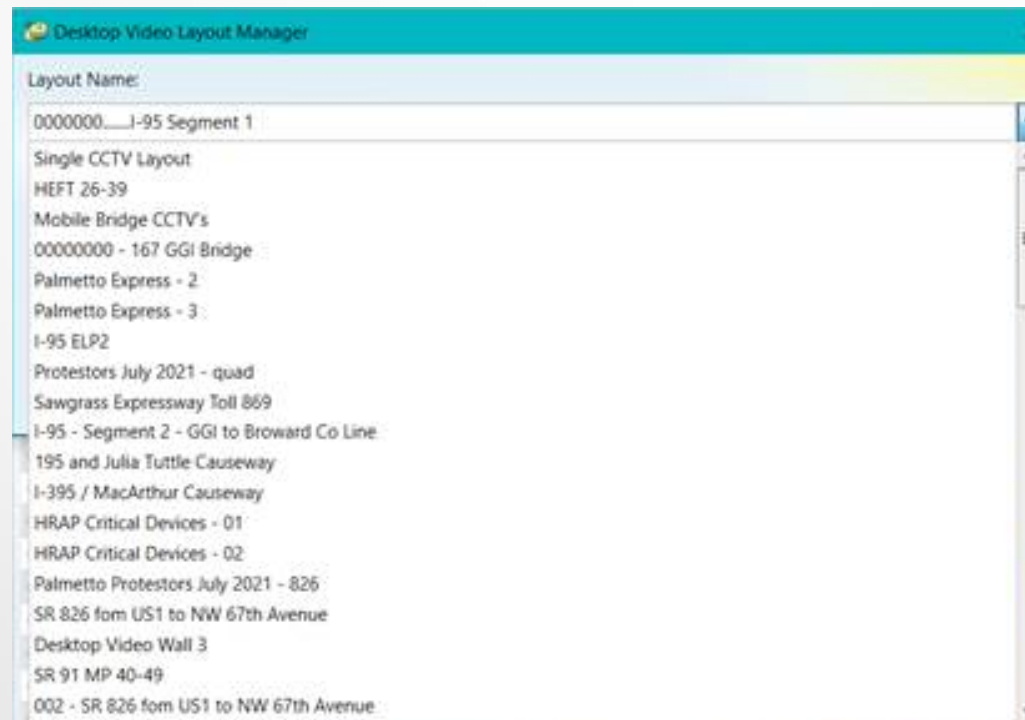 Desktop Video Layout Manager
Layout Name:
0000000......I-95 Segment 1
Single CCTV Layout
HEFT 26-39
Mobile Bridge CCTV's
00000000 - 167 GGI Bridge
Palmetto Express - 2
Palmetto Express - 3
I-95 ELP2
Protestors July 2021 - quad
Sawgrass Expressway Toll 869
I-95 - Segment 2 - GGI to Broward Co Line
195 and Julia Tuttle Causeway
I-395 / MacArthur Causeway
HRAP Critical Devices - 01
HRAP Critical Devices - 02
Palmetto Protestors July 2021 - 826
SR 826 fom US1 to NW 67th Avenue
Desktop Video Wall 3
SR 91 MP 40-49
002 - SR 826 fom US1 to NW 67th Avenue